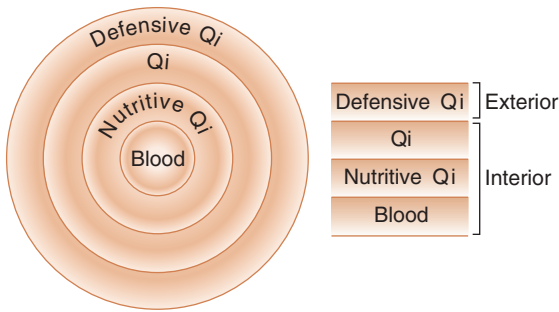 Defensive Qi
Qi
Nutritive Qi
Blood
Defensive Qi
Exterior
Qi
Nutritive Qi
Interior
Blood